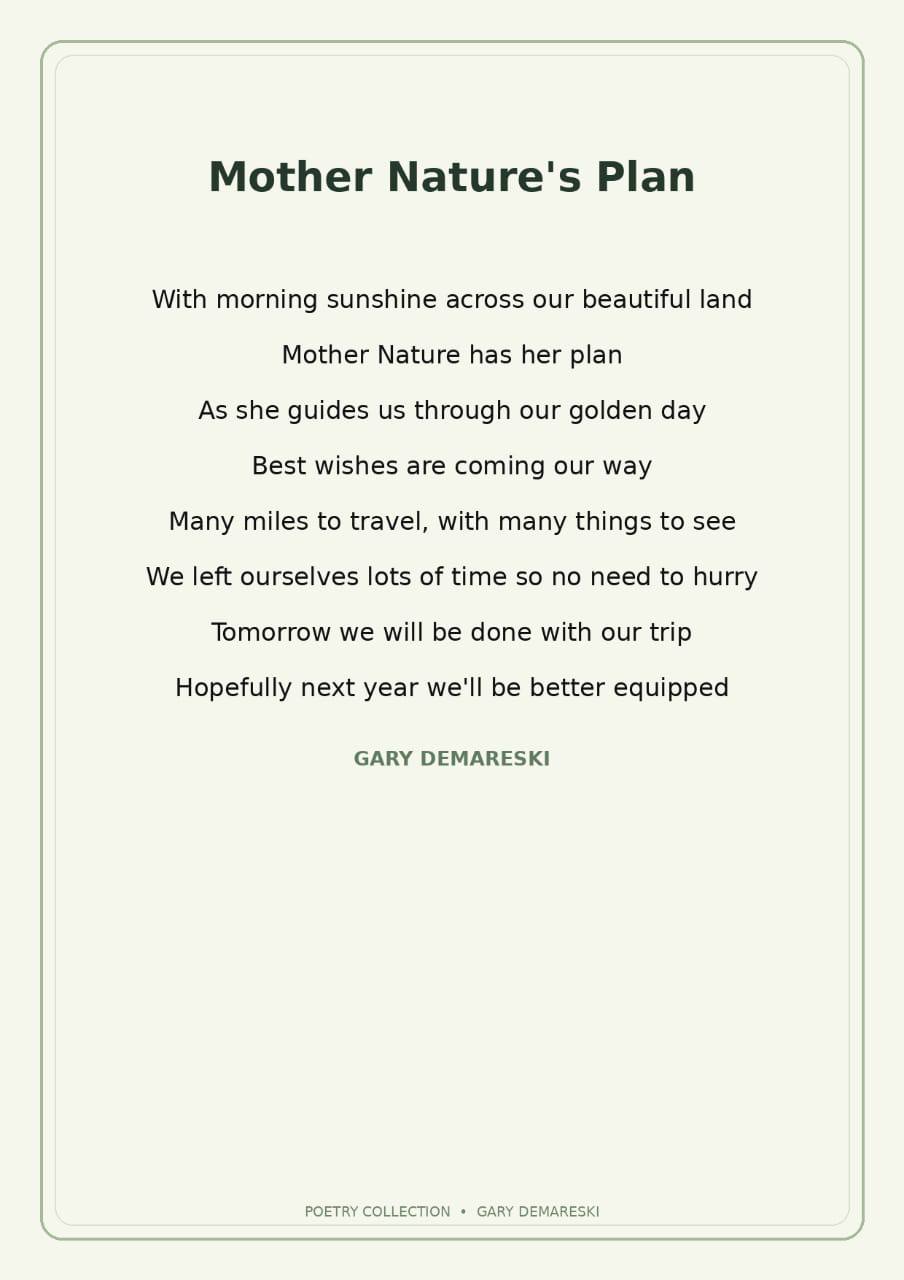 Mother Nature's Plan
With morning sunshine across our beautiful land
Mother Nature has her plan
As she guides us through our golden day
Best wishes are coming our way
Many miles to travel, with many things to see
We left ourselves lots of time so no need to hurry
Tomorrow we will be done with our trip
Hopefully next year we'll be better equipped
GARY DEMARESKI
POETRY COLLECTION • GARY DEMARESKI